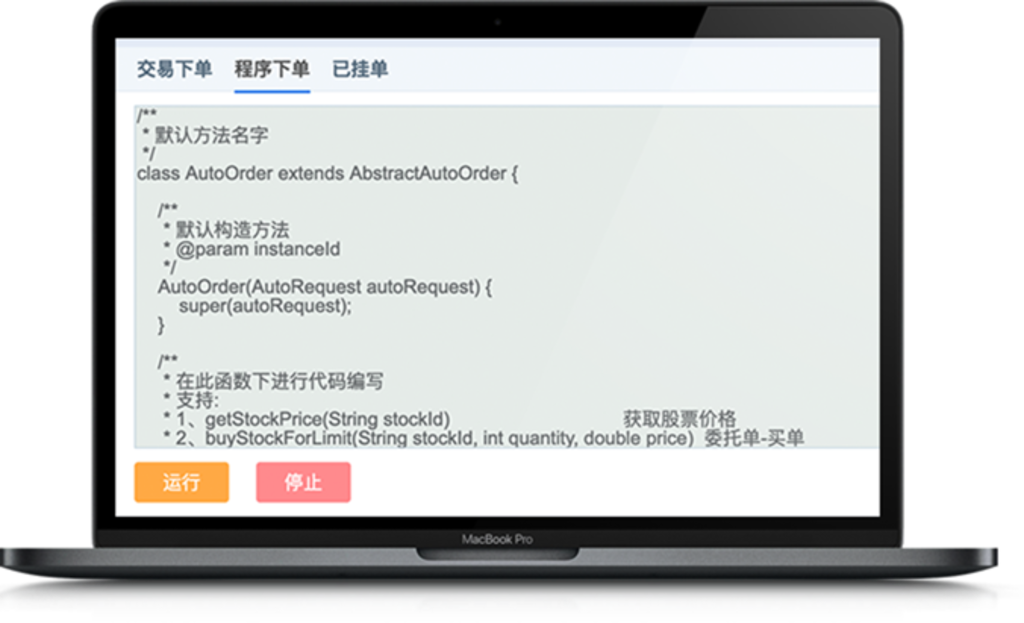 交易下单 程序下单 已挂单
/**
* 默认方法名字
*/
class AutoOrder extends AbstractAutoOrder {
/**
* 默认构造方法
* @param instanceId
*/
AutoOrder(AutoRequest autoRequest) {
super(autoRequest);
}
/**
* 在此函数下进行代码编写
* 支持:
* 1、getStockPrice(String stockId) 获取股票价格
* 2、buyStockForLimit(String stockId, int quantity, double price) 委托单-买单
运行 停止
MacBook Pro